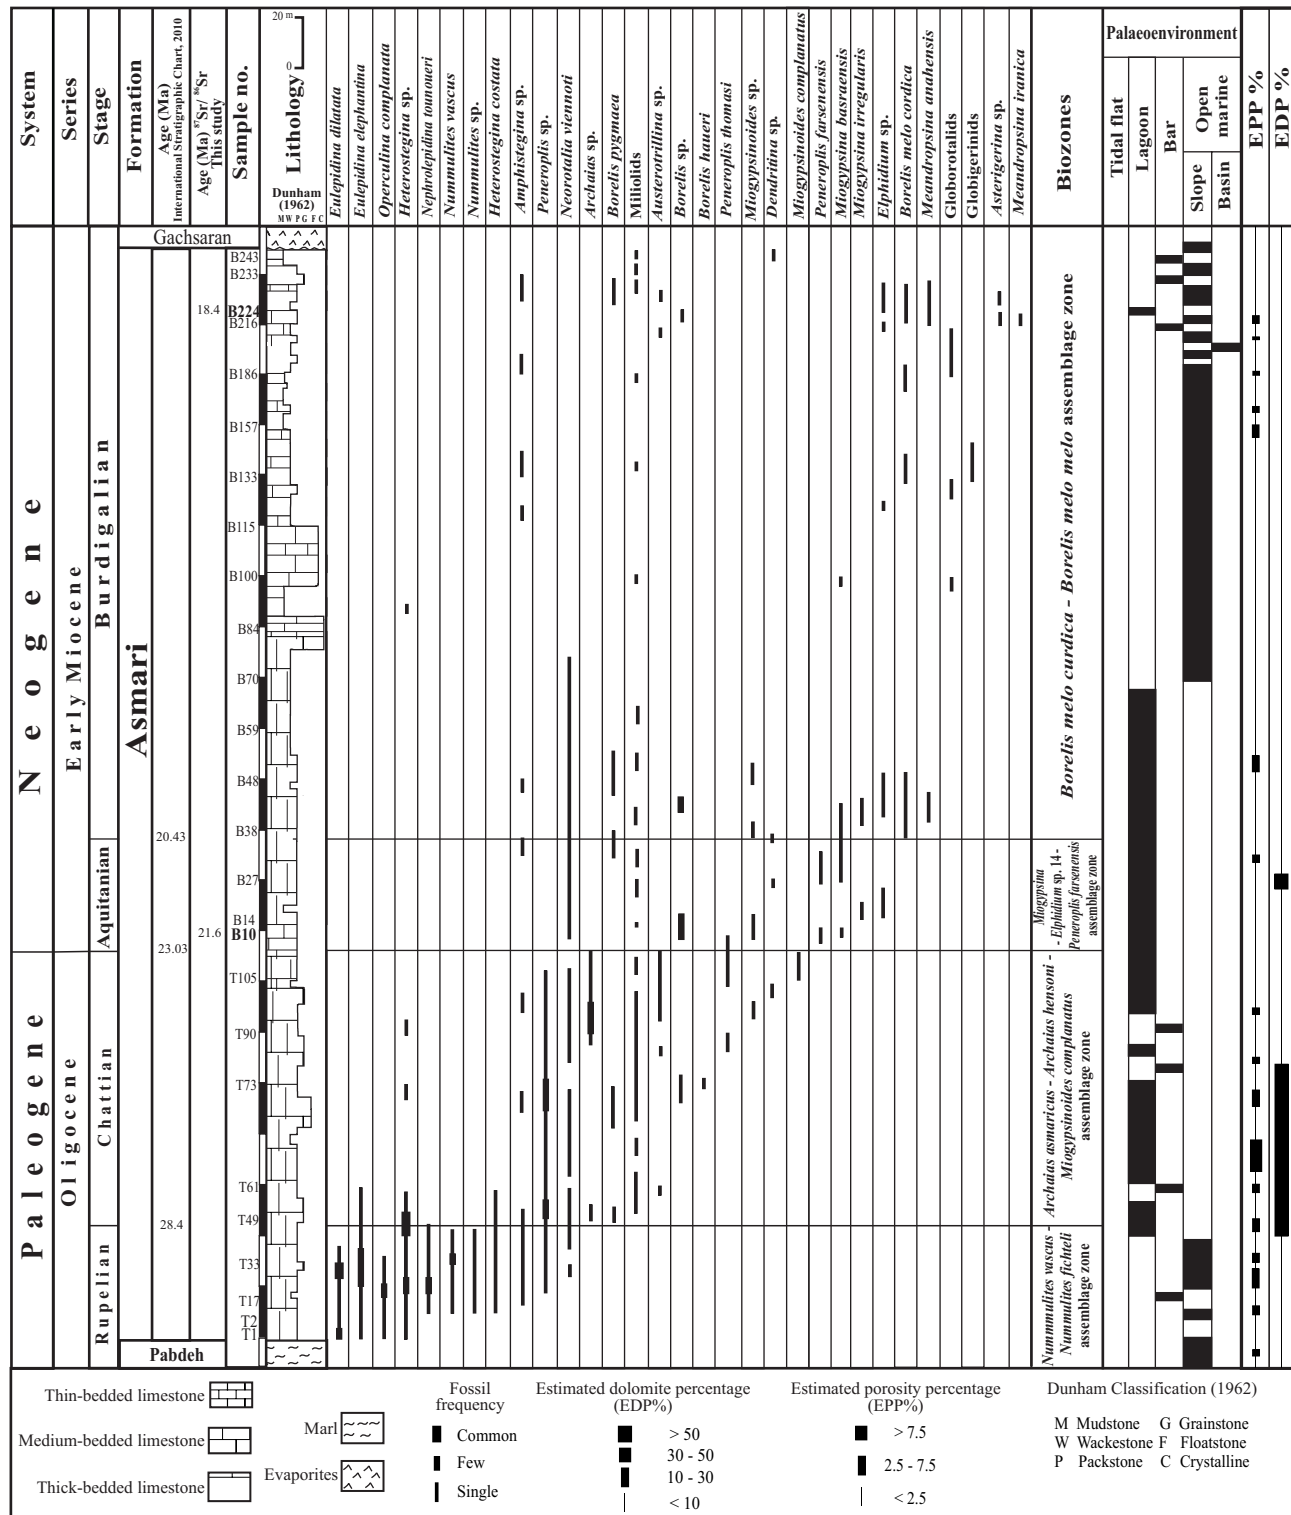 System
Series
Stage
Formation
Age (Ma)
International Stratigraphic Chart, 2010
Age (Ma) 87Sr/ 86Sr
This study
Sample no.
20 m
0
Lithology
Dunham
(1962)
M W P G F C
Eulepidina dilatata
Eulepidina elephantina
Operculina complanata
Heterostegina sp.
Nephrolepidina tounoueri
Nummulites vascus
Nummulites sp.
Heterostegina costata
Amphistegina sp.
Peneroplis sp.
Neorotalia viennoti
Archaias sp.
Borelis pygmaea
Miliolids
Austerotrillina sp.
Borelis sp.
Borelis haueri
Peneroplis thomasi
Miogypsinoides sp.
Dendritina sp.
Miogypsinoides complanatus
Peneroplis farsenensis
Miogypsina basraensis
Miogypsina irregularis
Elphidium sp.
Borelis melo cordica
Meandropsina anahensis
Globorotalids
Globigerinids
Asterigerina sp.
Meandropsina iranica
Biozones
Palaeoenvironment
Tidal flat
Lagoon
Bar
Open
marine
Slope
Basin
EPP %
EDP %
Gachsaran
Neogene
Early Miocene
Burdigalian
Asmari
B243
B233
18.4
B224
B216
B186
B157
B133
B115
B100
B84
B70
B59
B48
B38
Borelis melo curdica - Borelis melo melo assemblage zone
20.43
Aquitanian
B27
B14
21.6
B10
23.03
Miogypsina
- Elphidium sp. 14 -
Peneroplis farsenensis
assemblage zone
Paleogene
Oligocene
Chattian
T105
T90
T73
T61
T49
Archaias asmaricus - Archaias hensoni -
Miogypsinoides complanatus
assemblage zone
28.4
Rupelian
T33
T17
T2
T1
Nummmulites vascus -
Nummulites fichteli
assemblage zone
Pabdeh
Thin-bedded limestone
Medium-bedded limestone
Thick-bedded limestone
Marl
Evaporites
Fossil
frequency
Common
Few
Single
Estimated dolomite percentage
(EDP%)
> 50
30 - 50
10 - 30
< 10
Estimated porosity percentage
(EPP%)
> 7.5
2.5 - 7.5
< 2.5
Dunham Classification (1962)
M Mudstone G Grainstone
W Wackestone F Floatstone
P Packstone C Crystalline